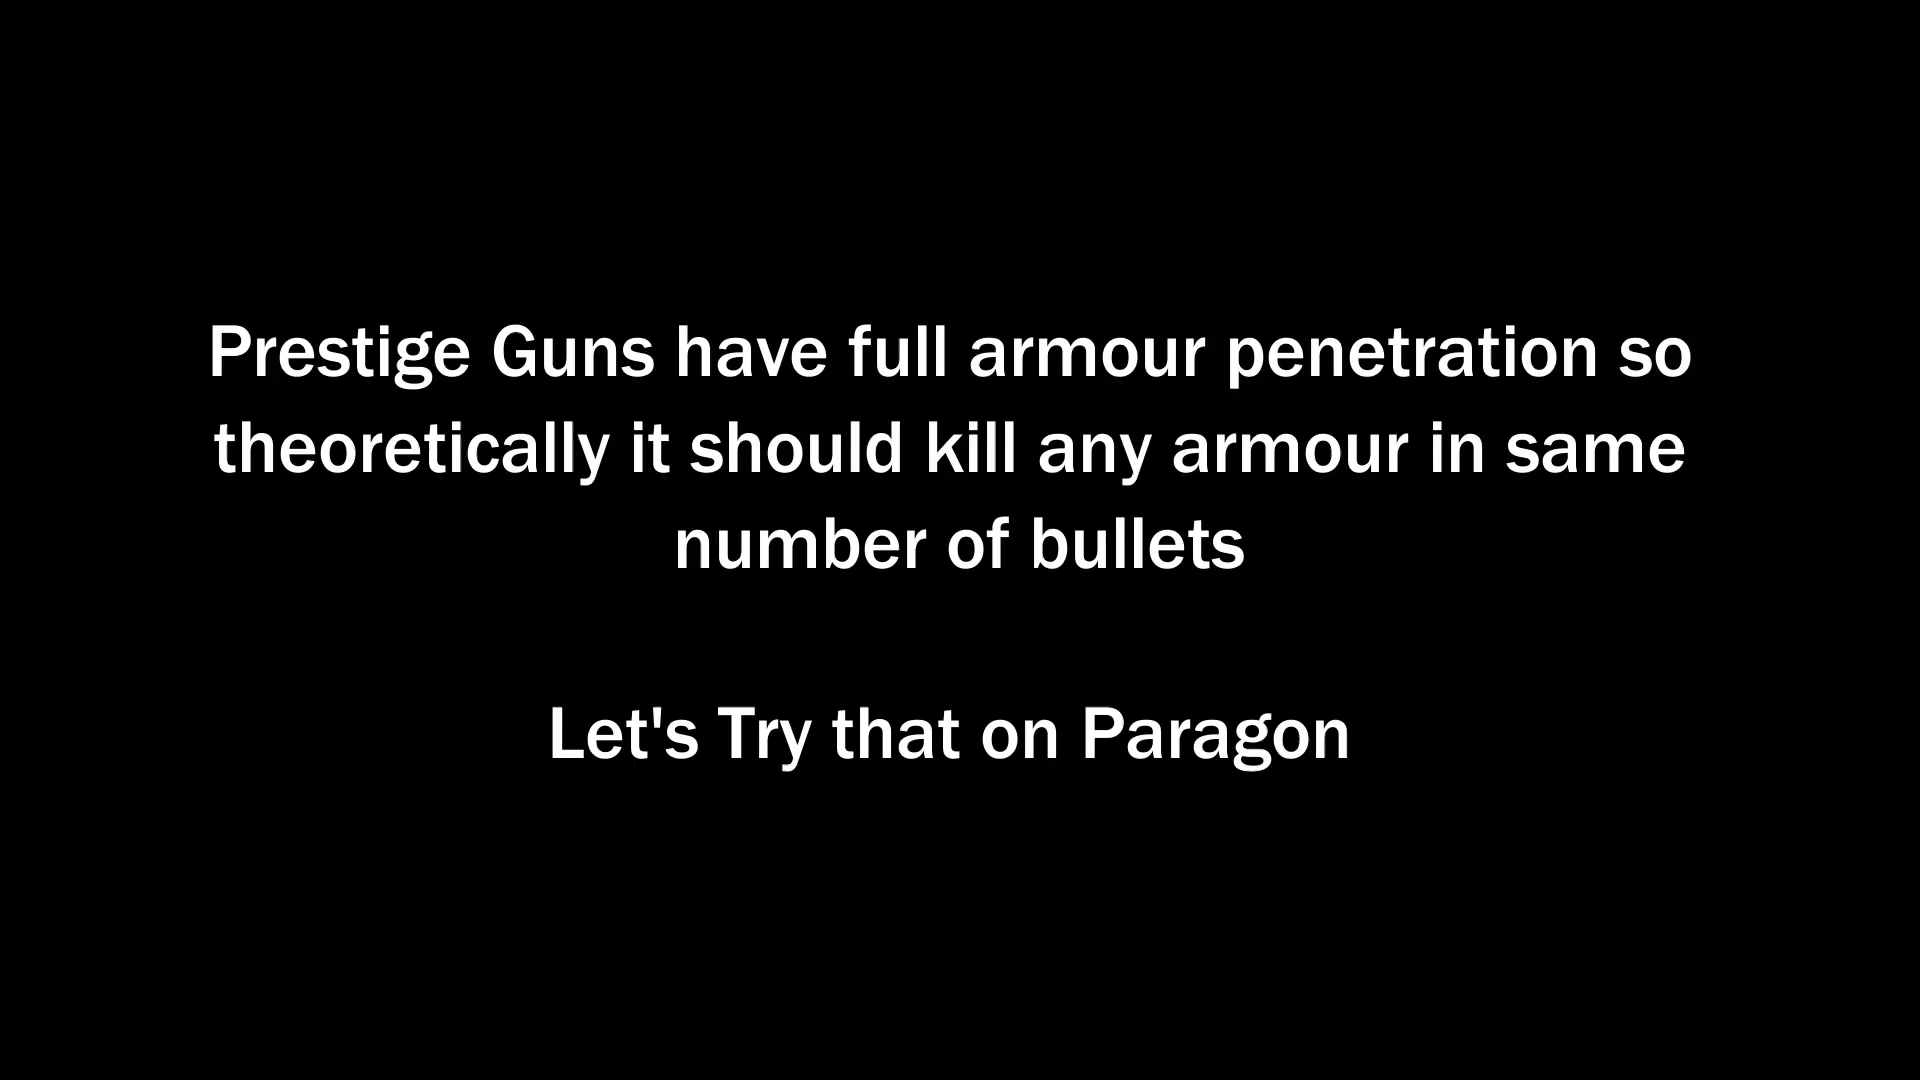 Prestige Guns have full armour penetration so
theoretically it should kill any armour in same
number of bullets
Let's Try that on Paragon